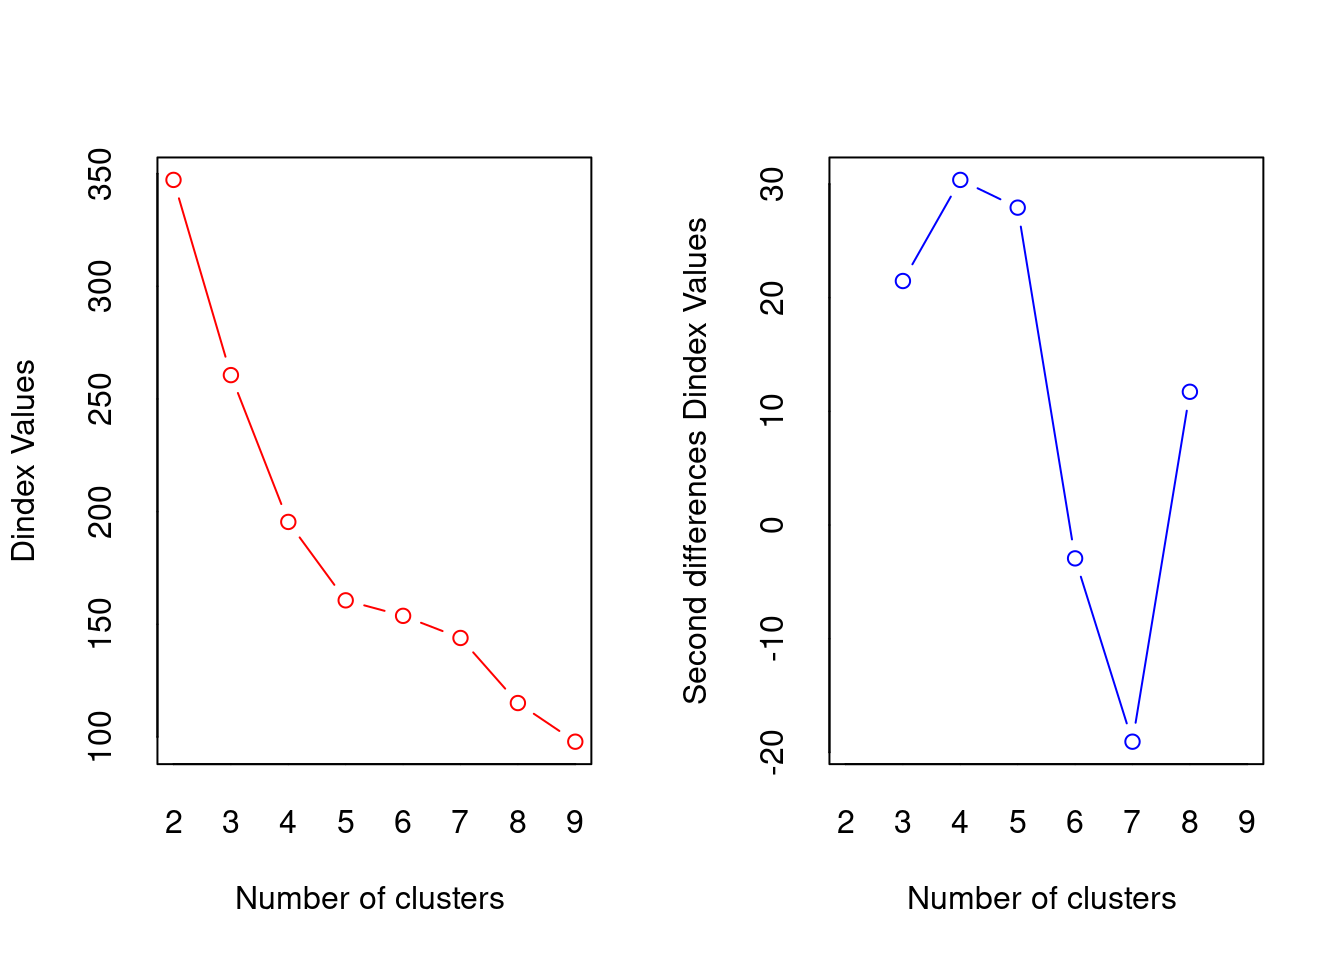 Dindex Values
350
300
250
200
150
100
2 3 4 5 6 7 8 9
Number of clusters
Second differences Dindex Values
30
20
10
0
-10
-20
2 3 4 5 6 7 8 9
Number of clusters